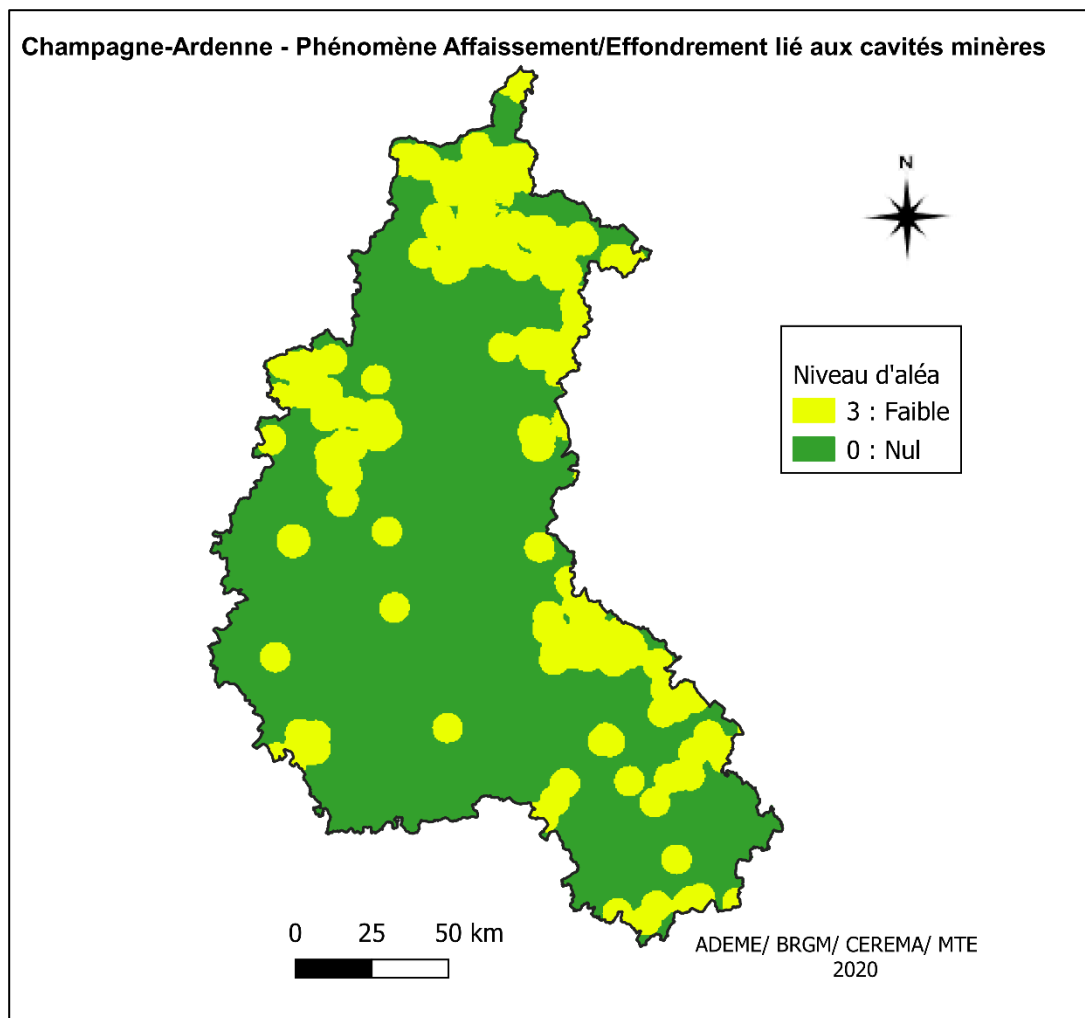 Champagne-Ardenne - Phénomène Affaissement/Effondrement lié aux cavités minères
N
Niveau d'aléa
3 : Faible
0 : Nul
0 25 50 km
ADEME/ BRGM/ CEREMA/ MTE
2020